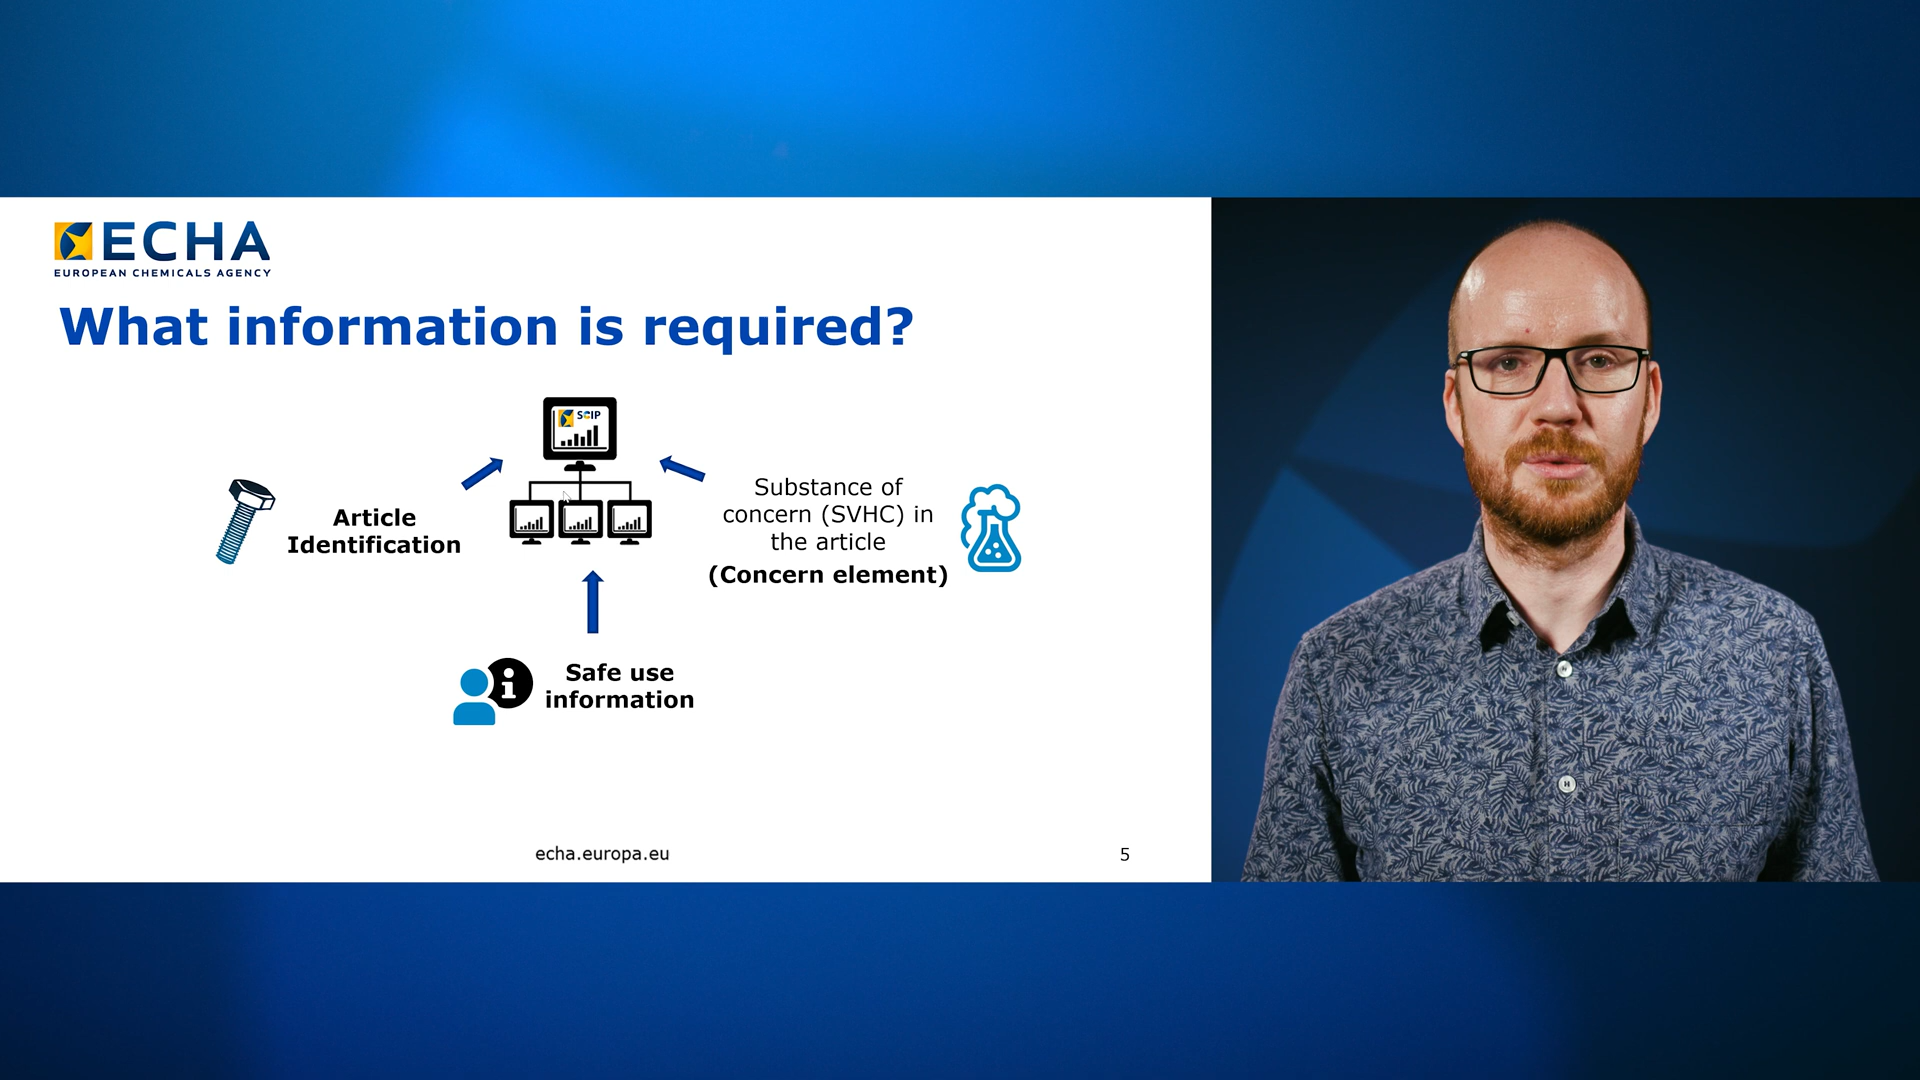 ECHA
EUROPEAN CHEMICALS AGENCY
What information is required?
SCIP
Article
Identification
Substance of
concern (SVHC) in
the article
(Concern element)
Safe use
information
echa.europa.eu
5